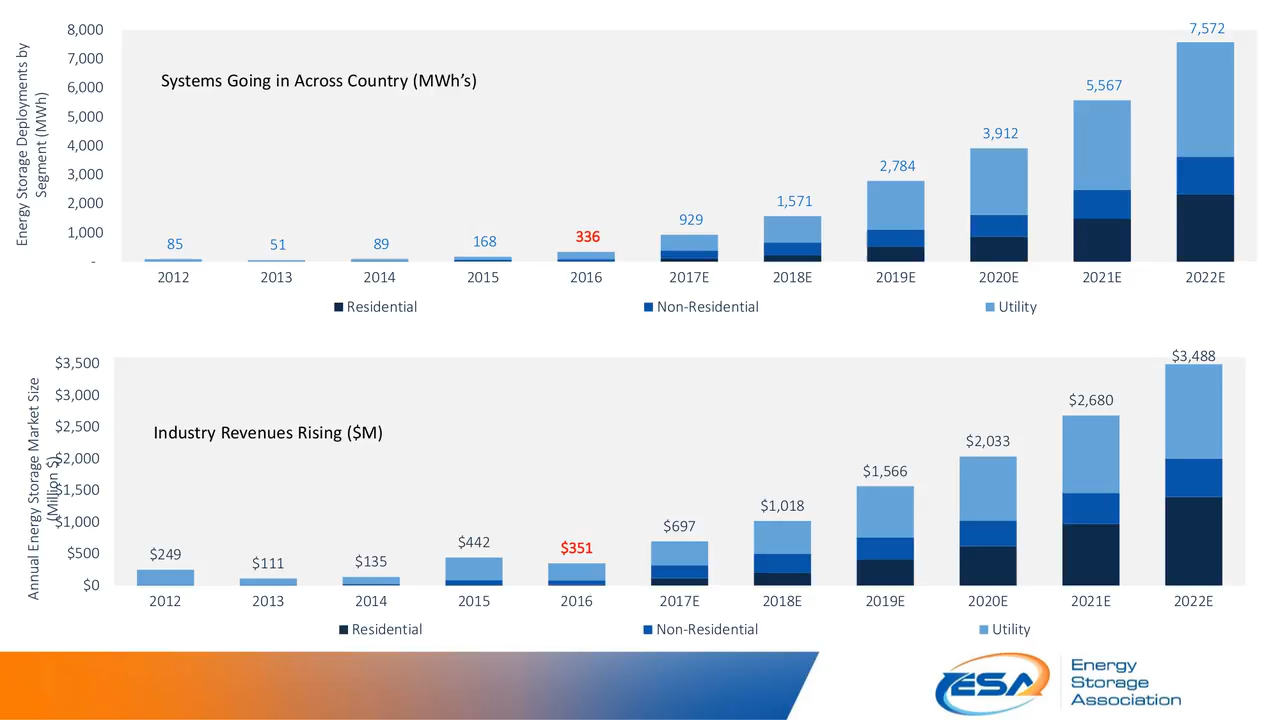 8,000
7,000
6,000
5,000
4,000
3,000
2,000
1,000
-
Energy Storage Deployments by
Segment (MWh)
Systems Going in Across Country (MWh’s)
85 51 89 168 336 929 1,571 2,784 3,912 5,567 7,572
2012 2013 2014 2015 2016 2017E 2018E 2019E 2020E 2021E 2022E
Residential Non-Residential Utility
$3,500
$3,000
$2,500
$2,000
$1,500
$1,000
$500
$0
Annual Energy Storage Market Size
(Million $)
Industry Revenues Rising ($M)
$249 $111 $135 $442 $351 $697 $1,018 $1,566 $2,033 $2,680 $3,488
2012 2013 2014 2015 2016 2017E 2018E 2019E 2020E 2021E 2022E
Residential Non-Residential Utility
ESA
Energy
Storage
Association